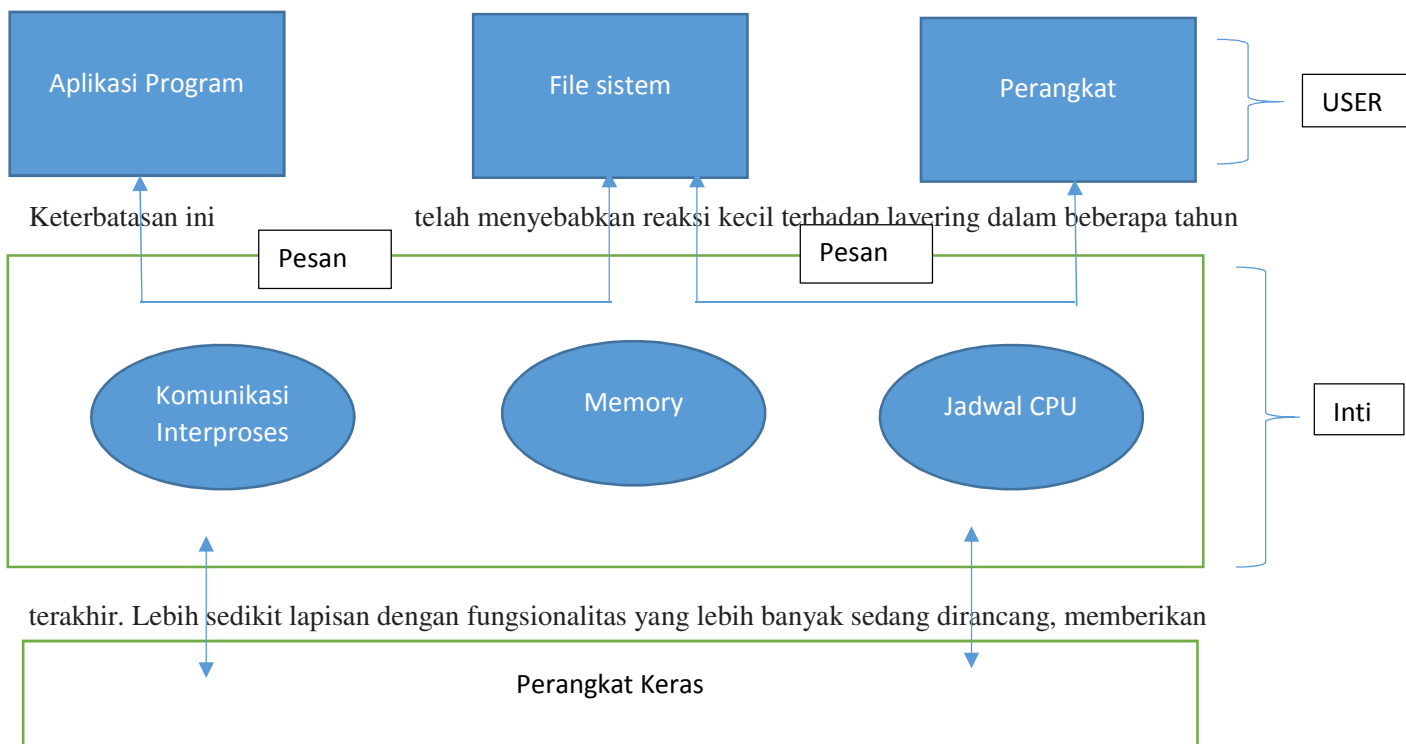 Aplikasi Program
File sistem
Perangkat
USER
Keterbatasan ini telah menyebabkan reaksi kecil terhadap layering dalam beberapa tahun
Pesan
Pesan
Komunikasi
Interproses
Memory
Jadwal CPU
Inti
terakhir. Lebih sedikit lapisan dengan fungsionalitas yang lebih banyak sedang dirancang, memberikan
Perangkat Keras